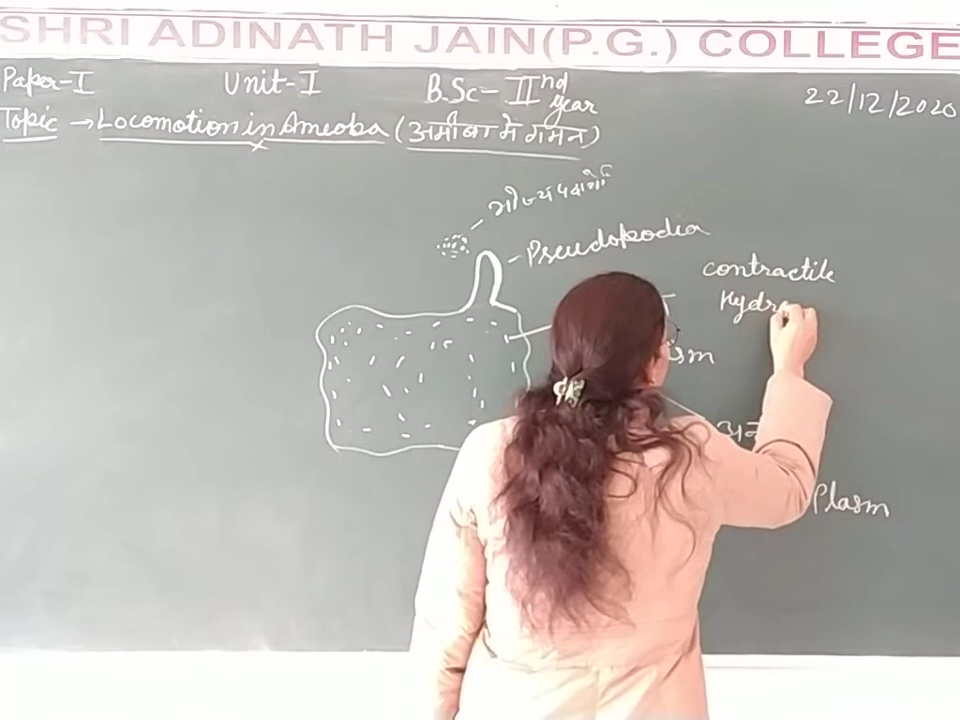 SHRI ADINATH JAIN(P.G.) COLLEGE
Paper-I Unit-I B.Sc-IInd year 22/12/2020
Topic → Locomotion in Ameoba (अमीबा में गमन)
भोज्य पदार्थ
Pseudopodia
contractile
Hydr
sm
Plasm